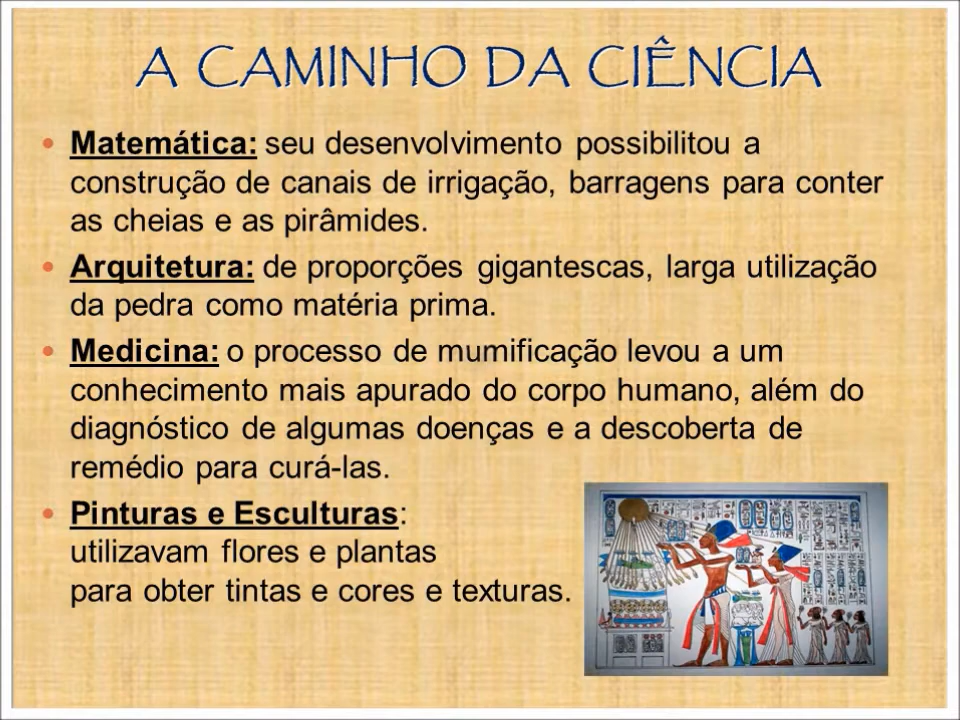 A CAMINHO DA CIÊNCIA
• Matemática: seu desenvolvimento possibilitou a
construção de canais de irrigação, barragens para conter
as cheias e as pirâmides.
• Arquitetura: de proporções gigantescas, larga utilização
da pedra como matéria prima.
• Medicina: o processo de mumificação levou a um
conhecimento mais apurado do corpo humano, além do
diagnóstico de algumas doenças e a descoberta de
remédio para curá-las.
• Pinturas e Esculturas:
utilizavam flores e plantas
para obter tintas e cores e texturas.